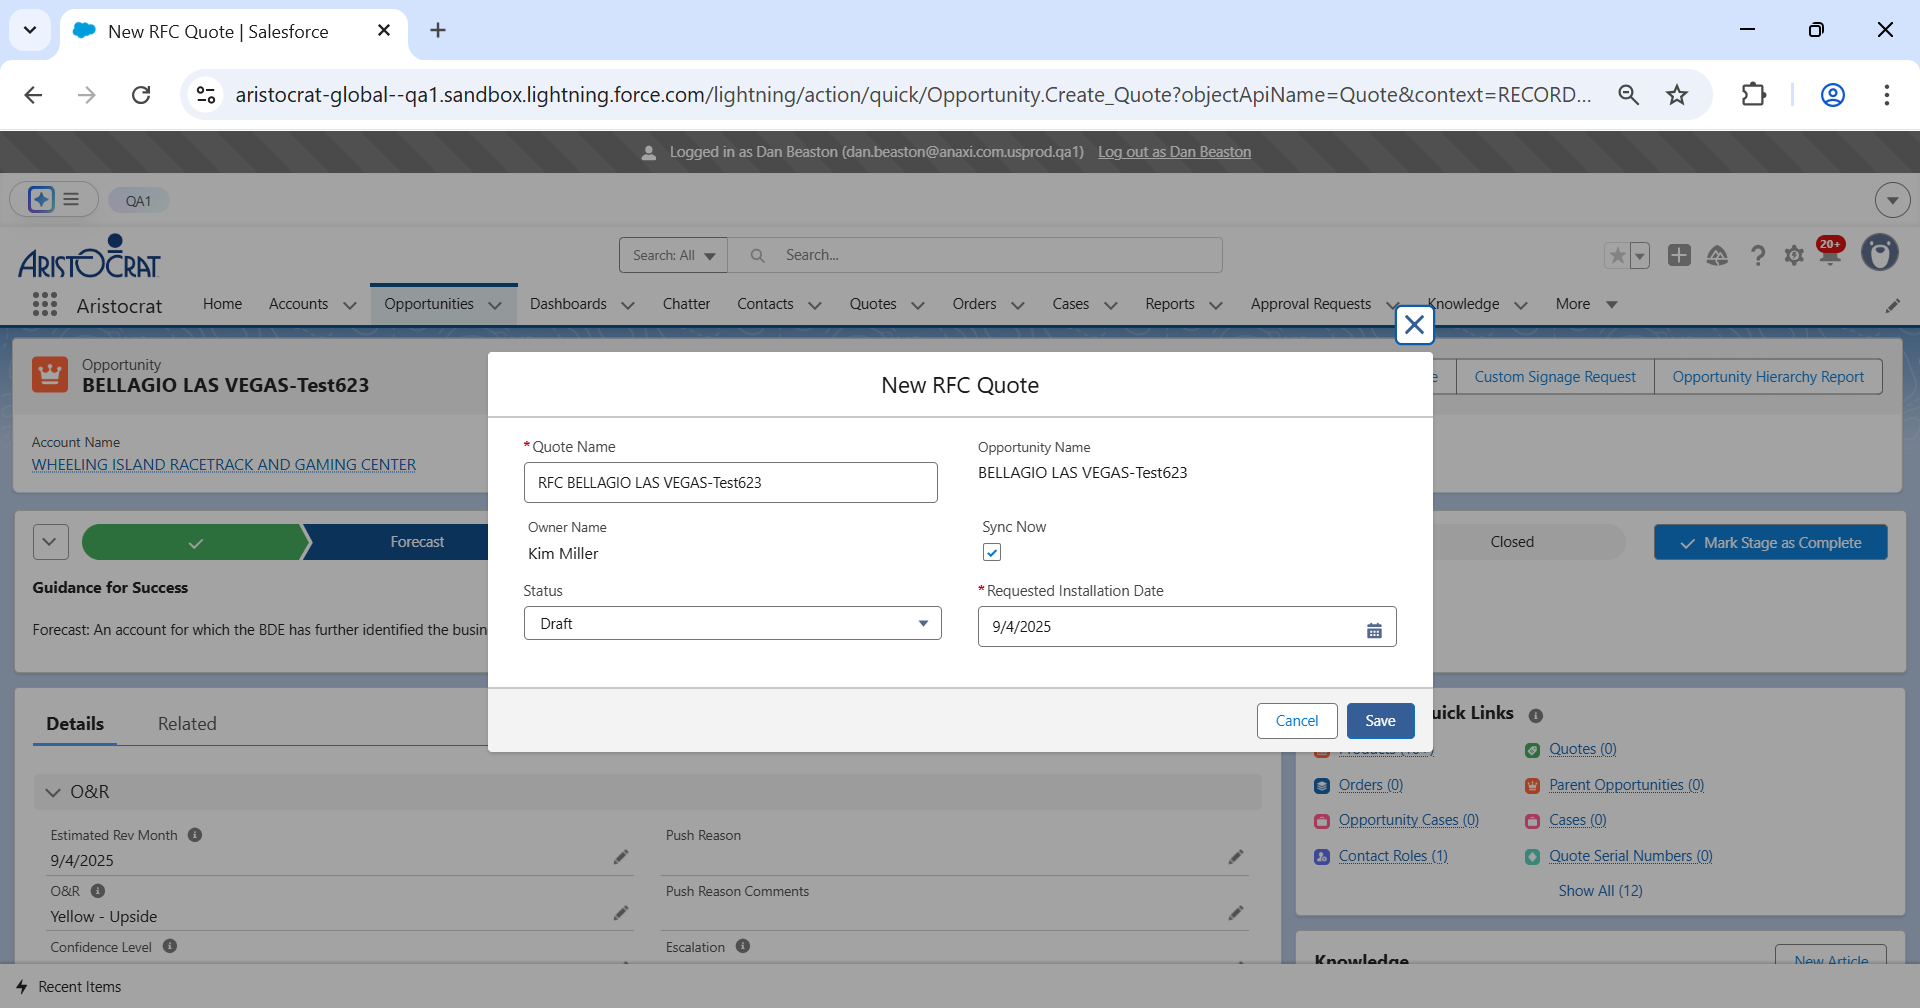 New RFC Quote | Salesforce
aristocrat-global--qa1.sandbox.lightning.force.com/lightning/action/quick/Opportunity.Create_Quote?objectApiName=Quote&context=RECORD...
Logged in as Dan Beaston (dan.beaston@anaxi.com.usprod.qa1) Log out as Dan Beaston
QA1
ARISTOCRAT
Search: All
Search...
20+
Aristocrat
Home
Accounts
Opportunities
Dashboards
Chatter
Contacts
Quotes
Orders
Cases
Reports
Approval Requests
Knowledge
More
Opportunity
BELLAGIO LAS VEGAS-Test623
Custom Signage Request
Opportunity Hierarchy Report
Account Name
WHEELING ISLAND RACETRACK AND GAMING CENTER
Forecast
Closed
Mark Stage as Complete
Guidance for Success
Forecast: An account for which the BDE has further identified the busin
New RFC Quote
*Quote Name
RFC BELLAGIO LAS VEGAS-Test623
Opportunity Name
BELLAGIO LAS VEGAS-Test623
Owner Name
Kim Miller
Sync Now
Status
Draft
*Requested Installation Date
9/4/2025
Cancel
Save
Details
Related
O&R
Estimated Rev Month
9/4/2025
Push Reason
O&R
Yellow - Upside
Push Reason Comments
Confidence Level
Escalation
uick Links
Quotes (0)
Orders (0)
Parent Opportunities (0)
Opportunity Cases (0)
Cases (0)
Contact Roles (1)
Quote Serial Numbers (0)
Show All (12)
Knowledge
New Article
Recent Items